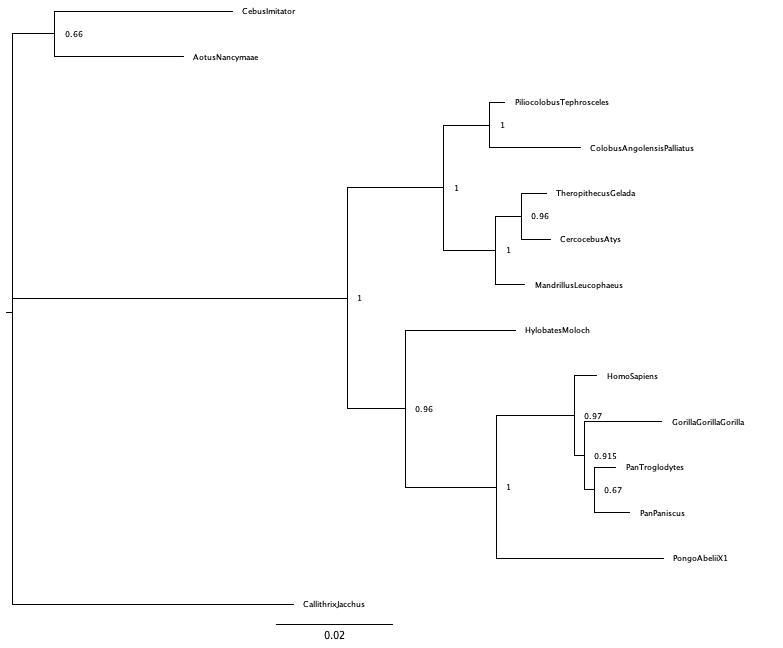 CebusImitator
0.66
AotusNancymaae
PiliocolobusTephrosceles
1
ColobusAngolensisPalliatus
1
TheropithecusGelada
0.96
CercocebusAtys
1
MandrillusLeucophaeus
1
HylobatesMoloch
HomoSapiens
0.96
0.97
GorillaGorillaGorilla
0.915
PanTroglodytes
1
0.67
PanPaniscus
PongoAbeliiX1
CallithrixJacchus
0.02